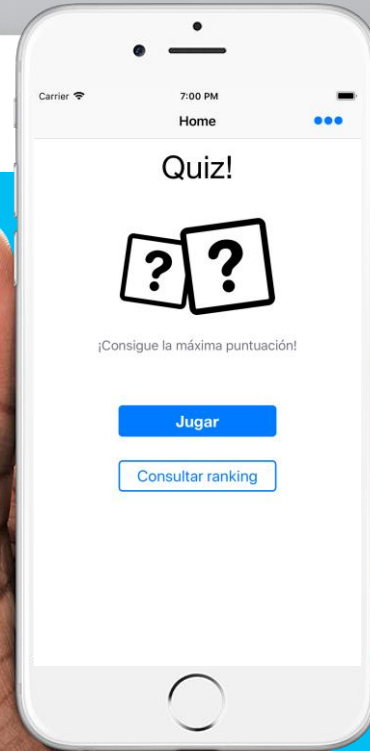 Carrier
7:00 PM
Home
Quiz!
? ?
¡Consigue la máxima puntuación!
Jugar
Consultar ranking